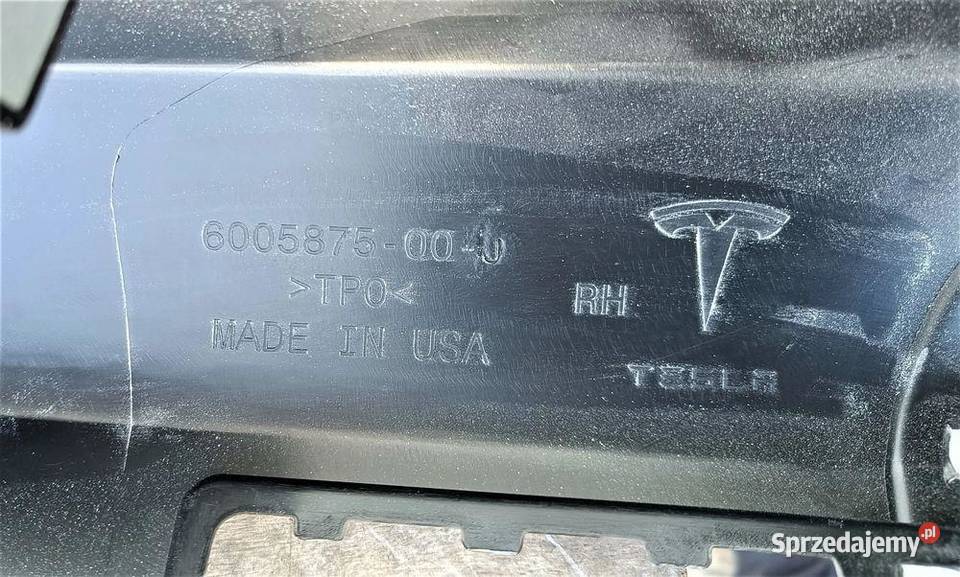 6005875-00-J
>TPO<
MADE IN USA
RH
TESLA
Sprzedajemy.pl